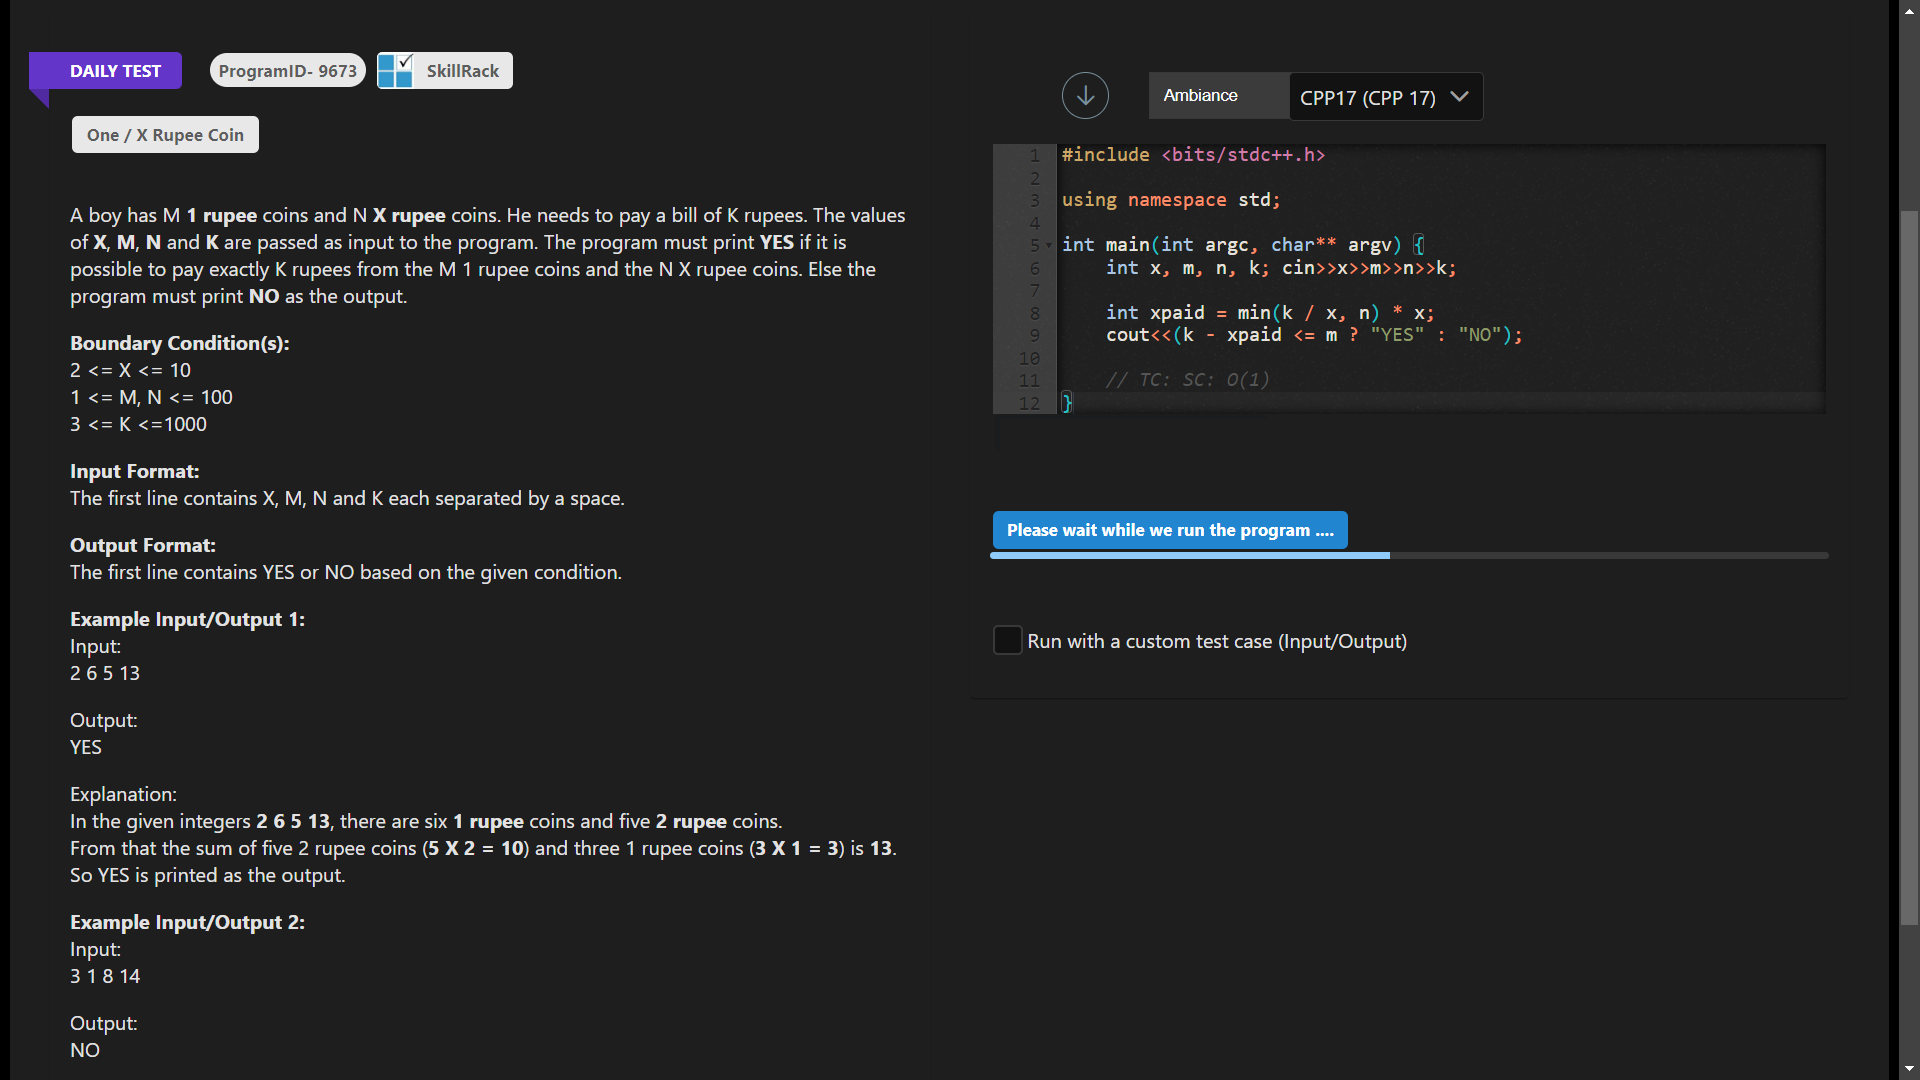 DAILY TEST
ProgramID- 9673
SkillRack
One / X Rupee Coin
A boy has M 1 rupee coins and N X rupee coins. He needs to pay a bill of K rupees. The values
of X, M, N and K are passed as input to the program. The program must print YES if it is
possible to pay exactly K rupees from the M 1 rupee coins and the N X rupee coins. Else the
program must print NO as the output.
Boundary Condition(s):
2 <= X <= 10
1 <= M, N <= 100
3 <= K <=1000
Input Format:
The first line contains X, M, N and K each separated by a space.
Output Format:
The first line contains YES or NO based on the given condition.
Example Input/Output 1:
Input:
2 6 5 13
Output:
YES
Explanation:
In the given integers 2 6 5 13, there are six 1 rupee coins and five 2 rupee coins.
From that the sum of five 2 rupee coins (5 X 2 = 10) and three 1 rupee coins (3 X 1 = 3) is 13.
So YES is printed as the output.
Example Input/Output 2:
Input:
3 1 8 14
Output:
NO
Ambiance
CPP17 (CPP 17)
1 #include <bits/stdc++.h>
2
3 using namespace std;
4
5 int main(int argc, char** argv) {
6 int x, m, n, k; cin>>x>>m>>n>>k;
7
8 int xpaid = min(k / x, n) * x;
9 cout<<(k - xpaid <= m ? "YES" : "NO");
10
11 // TC: SC: O(1)
12 }
Please wait while we run the program ....
Run with a custom test case (Input/Output)